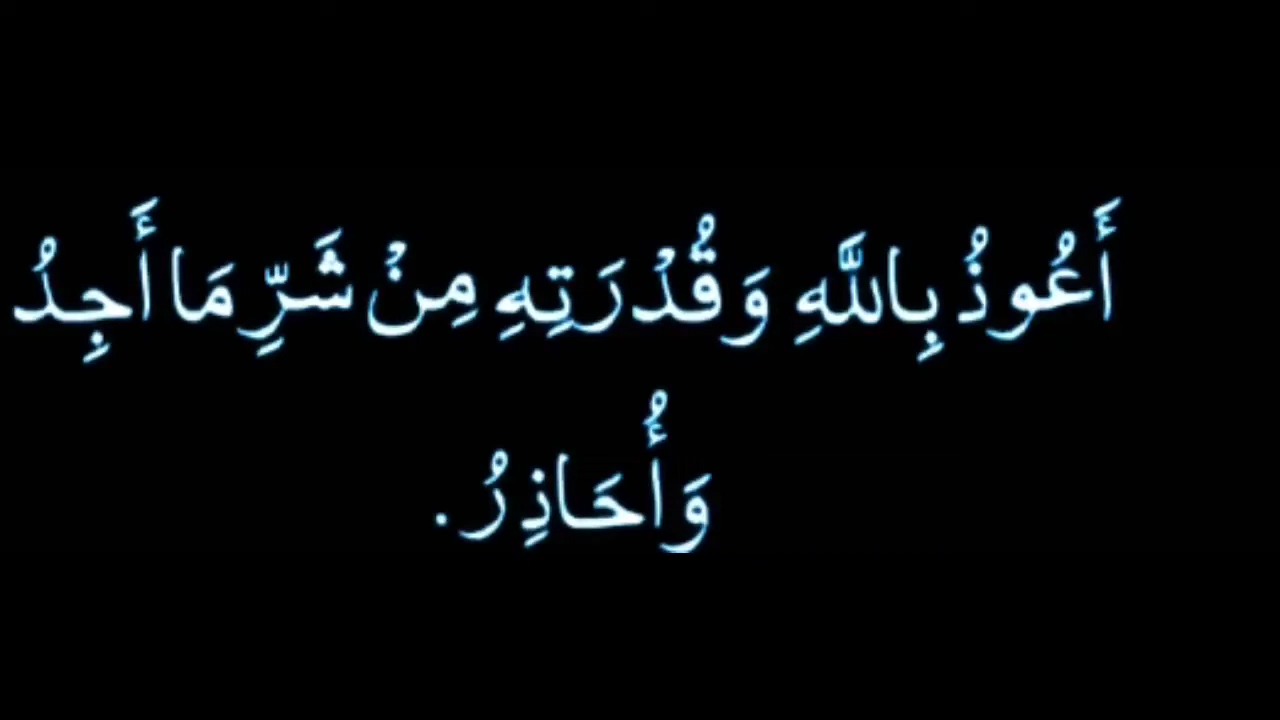 أَعُوذُ بِاللَّهِ وَقُدْرَتِهِ مِنْ شَرِّ مَا أَجِدُ
وَأُحَاذِرُ.